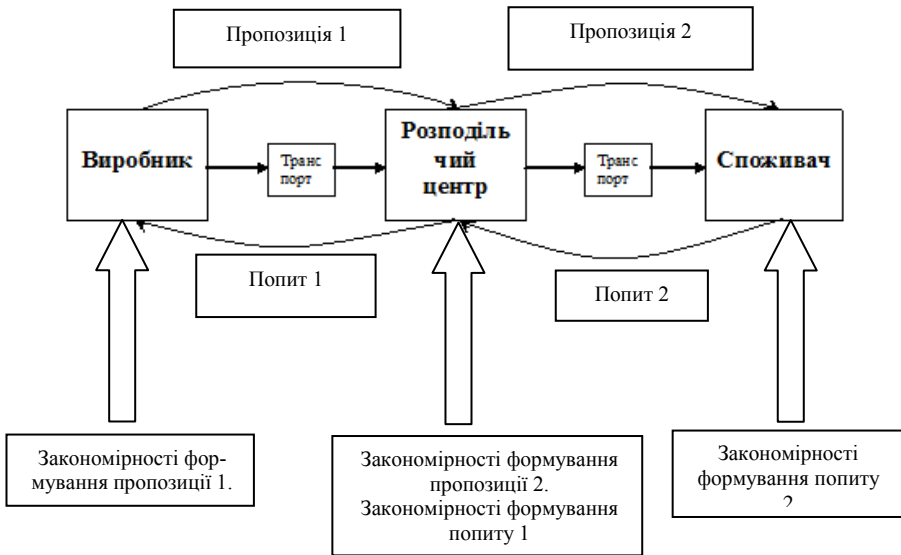 Пропозиція 1
Пропозиція 2
Виробник
Транс
порт
Розподіль
чий
центр
Транс
порт
Споживач
Попит 1
Попит 2
Закономірності фор-
мування пропозиції 1.
Закономірності формування
пропозиції 2.
Закономірності формування
попиту 1
Закономірності
формування попиту
2